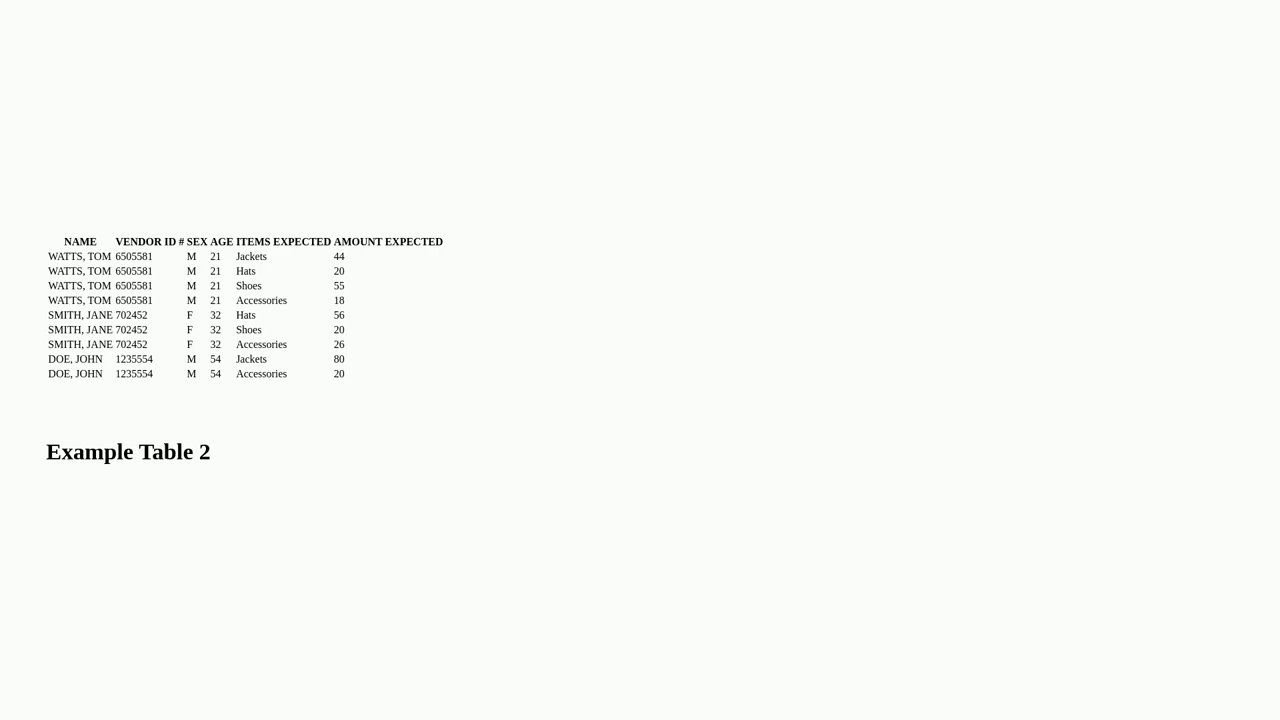 NAME VENDOR ID # SEX AGE ITEMS EXPECTED AMOUNT EXPECTED
WATTS, TOM 6505581 M 21 Jackets 44
WATTS, TOM 6505581 M 21 Hats 20
WATTS, TOM 6505581 M 21 Shoes 55
WATTS, TOM 6505581 M 21 Accessories 18
SMITH, JANE 702452 F 32 Hats 56
SMITH, JANE 702452 F 32 Shoes 20
SMITH, JANE 702452 F 32 Accessories 26
DOE, JOHN 1235554 M 54 Jackets 80
DOE, JOHN 1235554 M 54 Accessories 20
Example Table 2